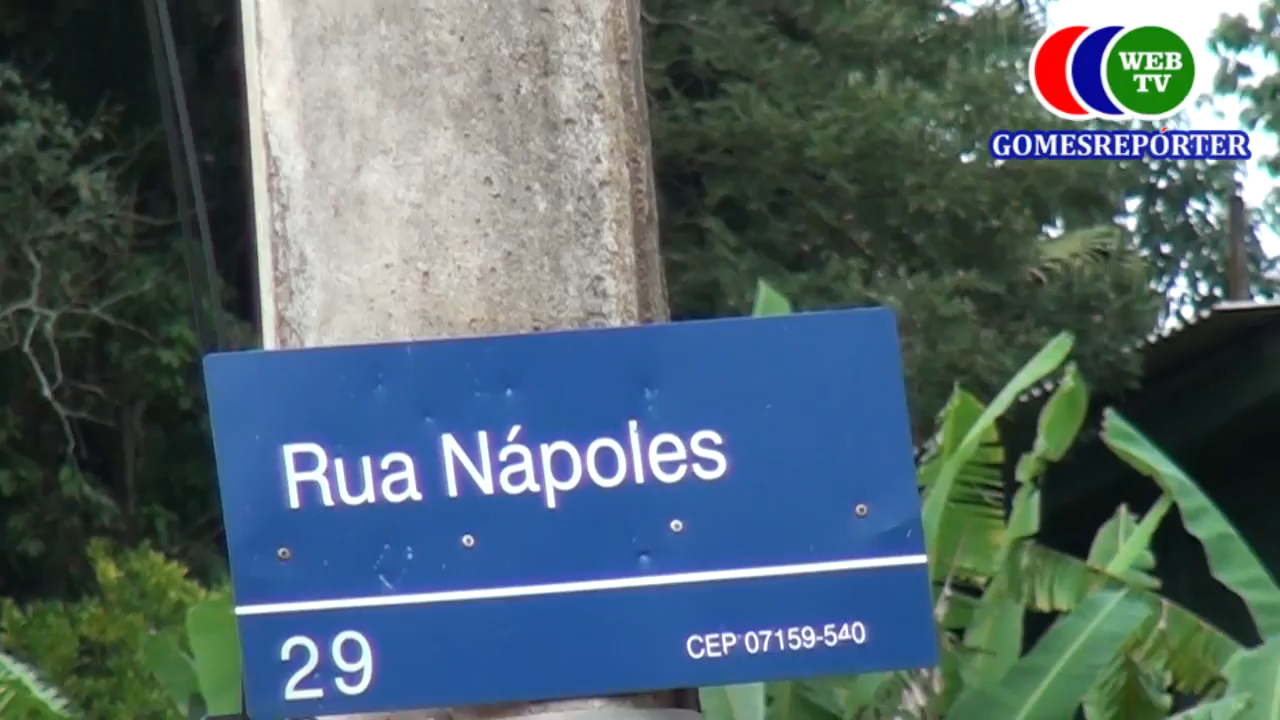 WEB
TV
GOMESREPÓRTER
Rua Nápoles
29
CEP 07159-540